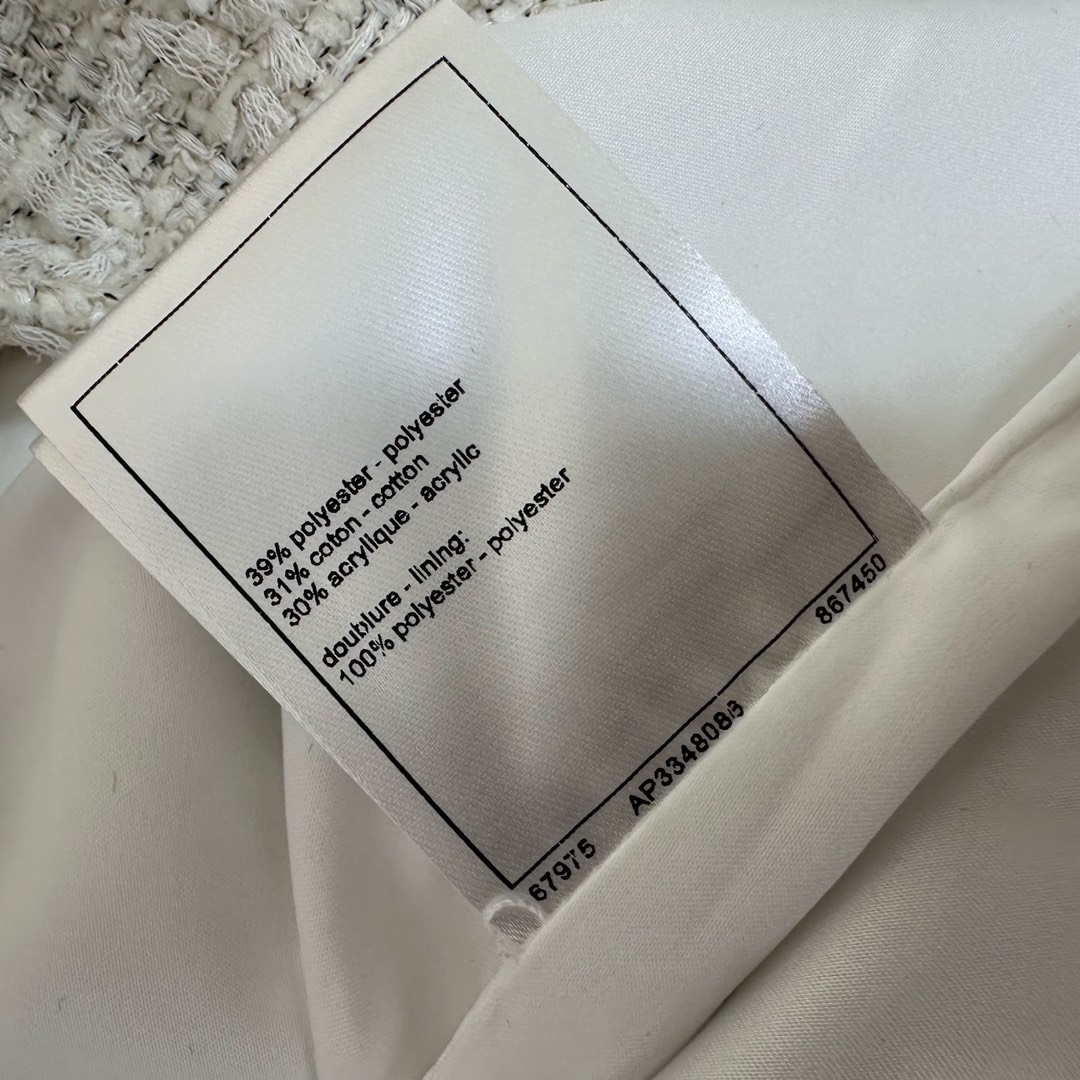 39% polyester - polyester
31% coton - cotton
30% acrylique - acrylic
doublure - lining:
100% polyester - polyester
67975 AP3348083 867450